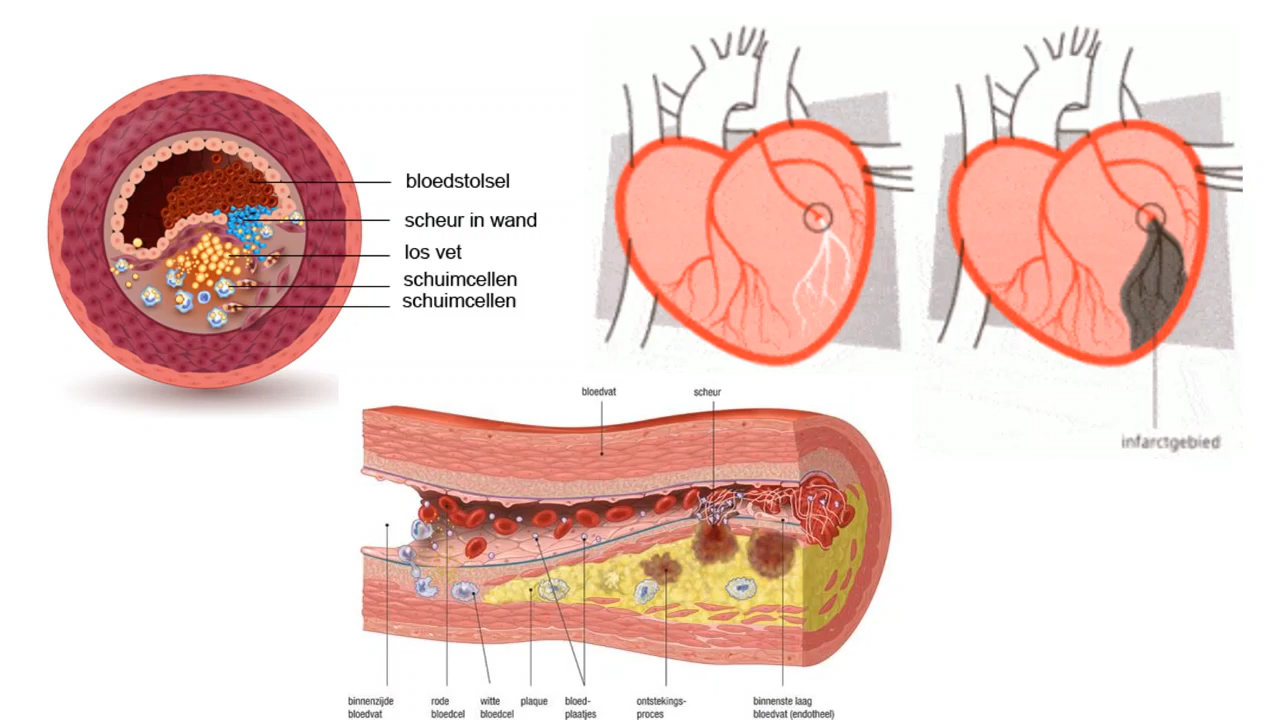 bloedstolsel
scheur in wand
los vet
schuimcellen
schuimcellen
infarctgebied
bloedvat
scheur
binnenzijde
bloedvat
rode
bloedcel
witte
bloedcel
plaque
bloed-
plaatjes
ontstekings-
proces
binnenste laag
bloedvat (endotheel)